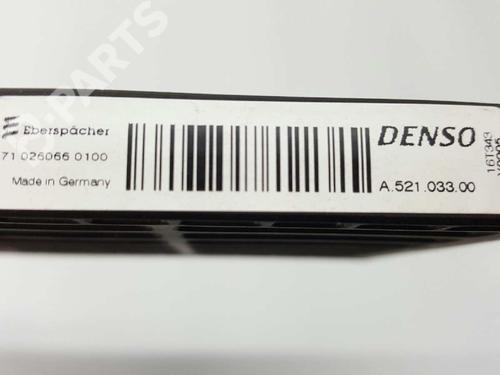 Eberspächer
71 026066 0100
Made in Germany
DENSO
A.521.033.00
16T343
B-PARTS